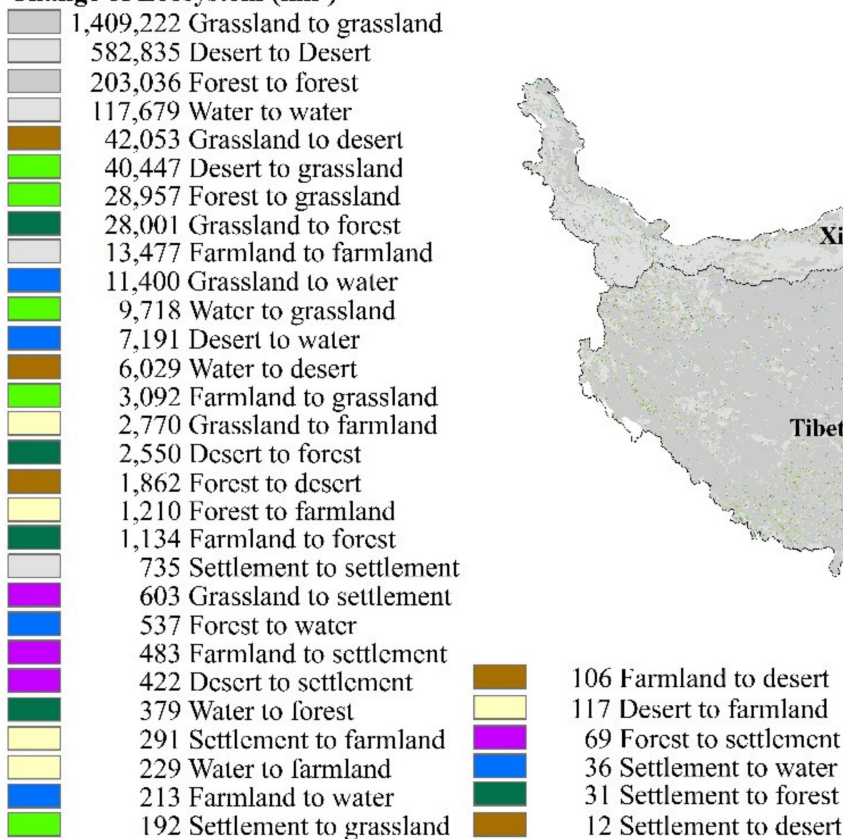 Change of Ecosystem (km²)
1,409,222 Grassland to grassland
582,835 Desert to Desert
203,036 Forest to forest
117,679 Water to water
42,053 Grassland to desert
40,447 Desert to grassland
28,957 Forest to grassland
28,001 Grassland to forest
13,477 Farmland to farmland
11,400 Grassland to water
9,718 Water to grassland
7,191 Desert to water
6,029 Water to desert
3,092 Farmland to grassland
2,770 Grassland to farmland
2,550 Desert to forest
1,862 Forest to desert
1,210 Forest to farmland
1,134 Farmland to forest
735 Settlement to settlement
603 Grassland to settlement
537 Forest to water
483 Farmland to settlement
422 Desert to settlement
379 Water to forest
291 Settlement to farmland
229 Water to farmland
213 Farmland to water
192 Settlement to grassland
106 Farmland to desert
117 Desert to farmland
69 Forest to settlement
36 Settlement to water
31 Settlement to forest
12 Settlement to desert
Xi
Tibet